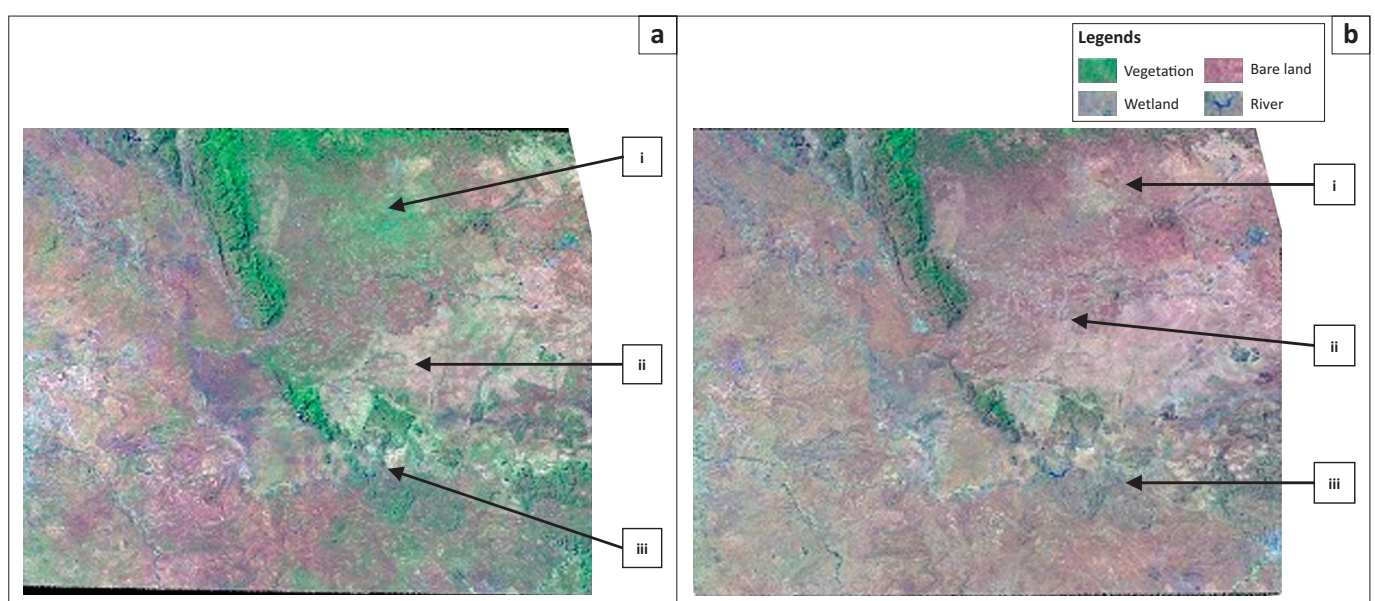 a
b
Legends
Vegetation
Bare land
Wetland
River
i
ii
iii
i
ii
iii